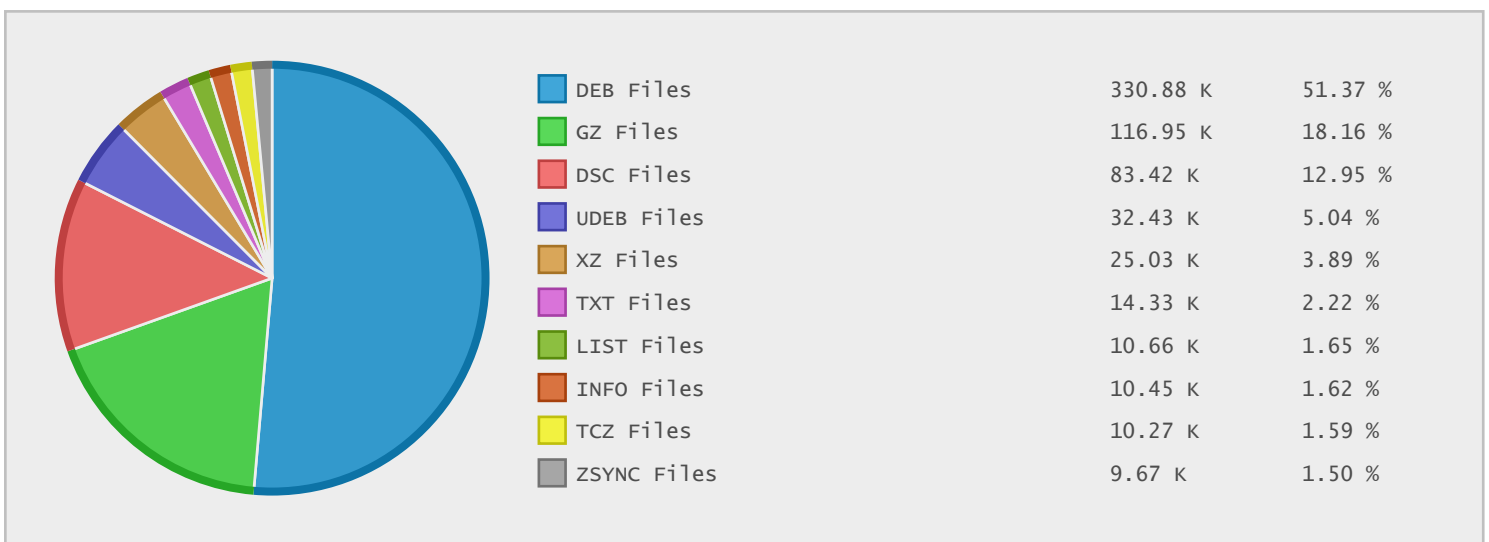 DEB Files 330.88 K 51.37 %
GZ Files 116.95 K 18.16 %
DSC Files 83.42 K 12.95 %
UDEB Files 32.43 K 5.04 %
XZ Files 25.03 K 3.89 %
TXT Files 14.33 K 2.22 %
LIST Files 10.66 K 1.65 %
INFO Files 10.45 K 1.62 %
TCZ Files 10.27 K 1.59 %
ZSYNC Files 9.67 K 1.50 %